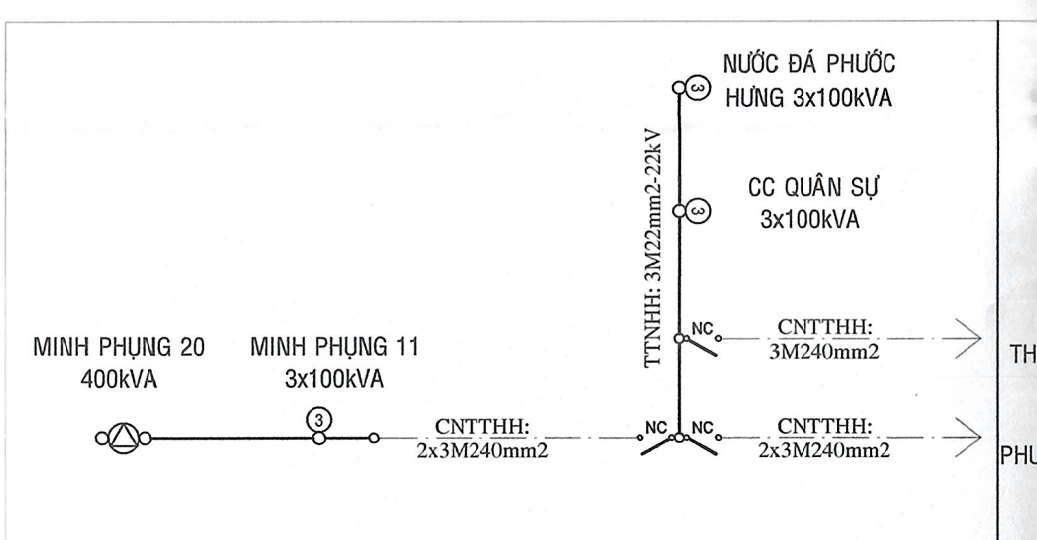 NƯỚC ĐÁ PHƯỚC
HƯNG 3x100kVA
3
TTNHH: 3M22mm2-22kV
CC QUÂN SỰ
3x100kVA
3
NC
CNTTHH:
3M240mm2
TH
MINH PHỤNG 20
400kVA
MINH PHỤNG 11
3x100kVA
3
CNTTHH:
2x3M240mm2
NC
NC
CNTTHH:
2x3M240mm2
PHU